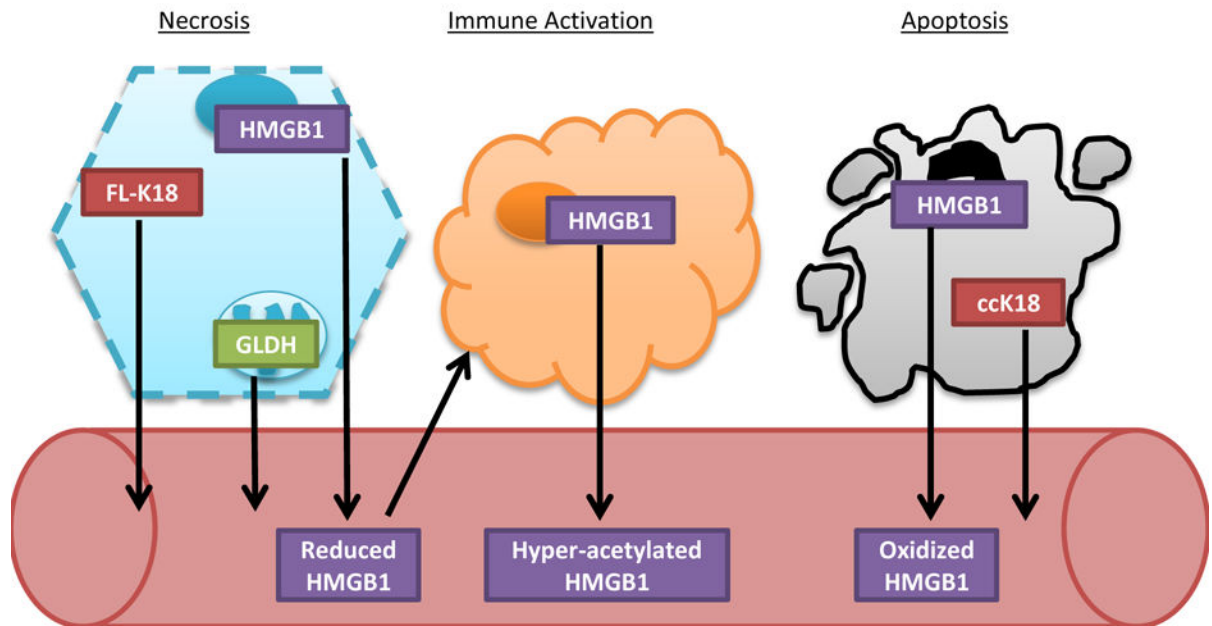 Necrosis
Immune Activation
Apoptosis
HMGB1
FL-K18
GLDH
HMGB1
HMGB1
ccK18
Reduced
HMGB1
Hyper-acetylated
HMGB1
Oxidized
HMGB1